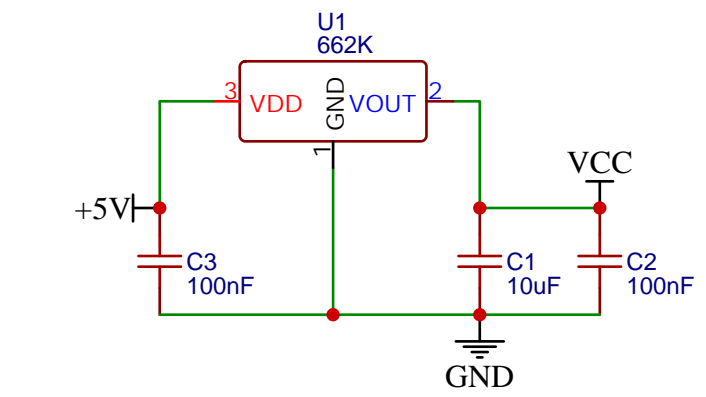 U1
662K
3
VDD
GND
VOUT
2
1
VCC
+5V
C3
100nF
C1
10uF
C2
100nF
GND